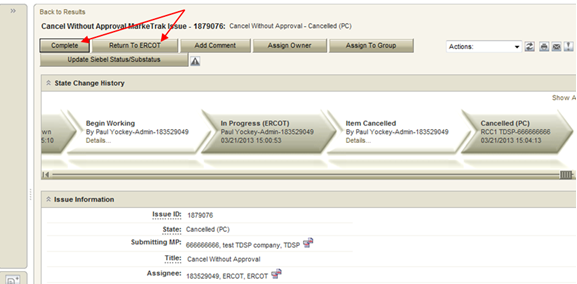 »
Back to Results
Cancel Without Approval MarkeTrak Issue - 1879076: Cancel Without Approval - Cancelled (PC)
Complete Return To ERCOT Add Comment Assign Owner Assign To Group Actions:
Update Siebel Status/Substatus
State Change History
Show A
Begin Working In Progress (ERCOT) Item Cancelled Cancelled (PC)
wn By Paul Yockey-Admin-183529049 Paul Yockey-Admin-183529049 By Paul Yockey-Admin-183529049 RCC1 TDSP-666666666
5:10 Details... 03/21/2013 15:00:53 Details... 03/21/2013 15:04:13
Issue Information
Issue ID: 1879076
State: Cancelled (PC)
Submitting MP: 666666666, test TDSP company, TDSP
Title: Cancel Without Approval
Assignee: 183529049, ERCOT, ERCOT